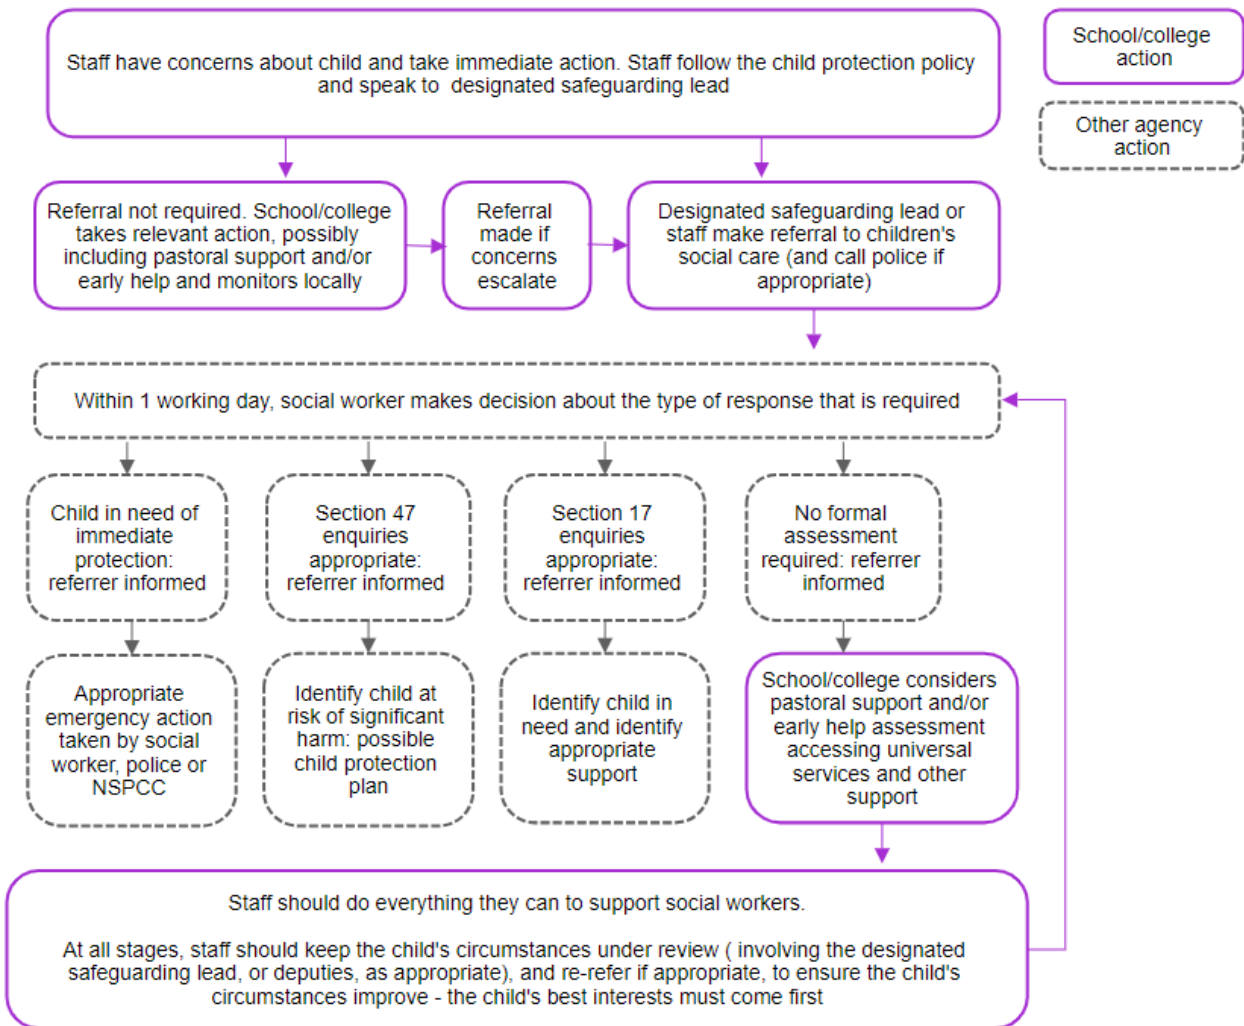 Staff have concerns about child and take immediate action. Staff follow the child protection policy
and speak to designated safeguarding lead
School/college
action
Other agency
action
Referral not required. School/college
takes relevant action, possibly
including pastoral support and/or
early help and monitors locally
Referral
made if
concerns
escalate
Designated safeguarding lead or
staff make referral to children's
social care (and call police if
appropriate)
Within 1 working day, social worker makes decision about the type of response that is required
Child in need of
immediate
protection:
referrer informed
Section 47
enquiries
appropriate:
referrer informed
Section 17
enquiries
appropriate:
referrer informed
No formal
assessment
required: referrer
informed
Appropriate
emergency action
taken by social
worker, police or
NSPCC
Identify child at
risk of significant
harm: possible
child protection
plan
Identify child in
need and identify
appropriate
support
School/college considers
pastoral support and/or
early help assessment
accessing universal
services and other
support
Staff should do everything they can to support social workers.
At all stages, staff should keep the child's circumstances under review ( involving the designated
safeguarding lead, or deputies, as appropriate), and re-refer if appropriate, to ensure the child's
circumstances improve - the child's best interests must come first